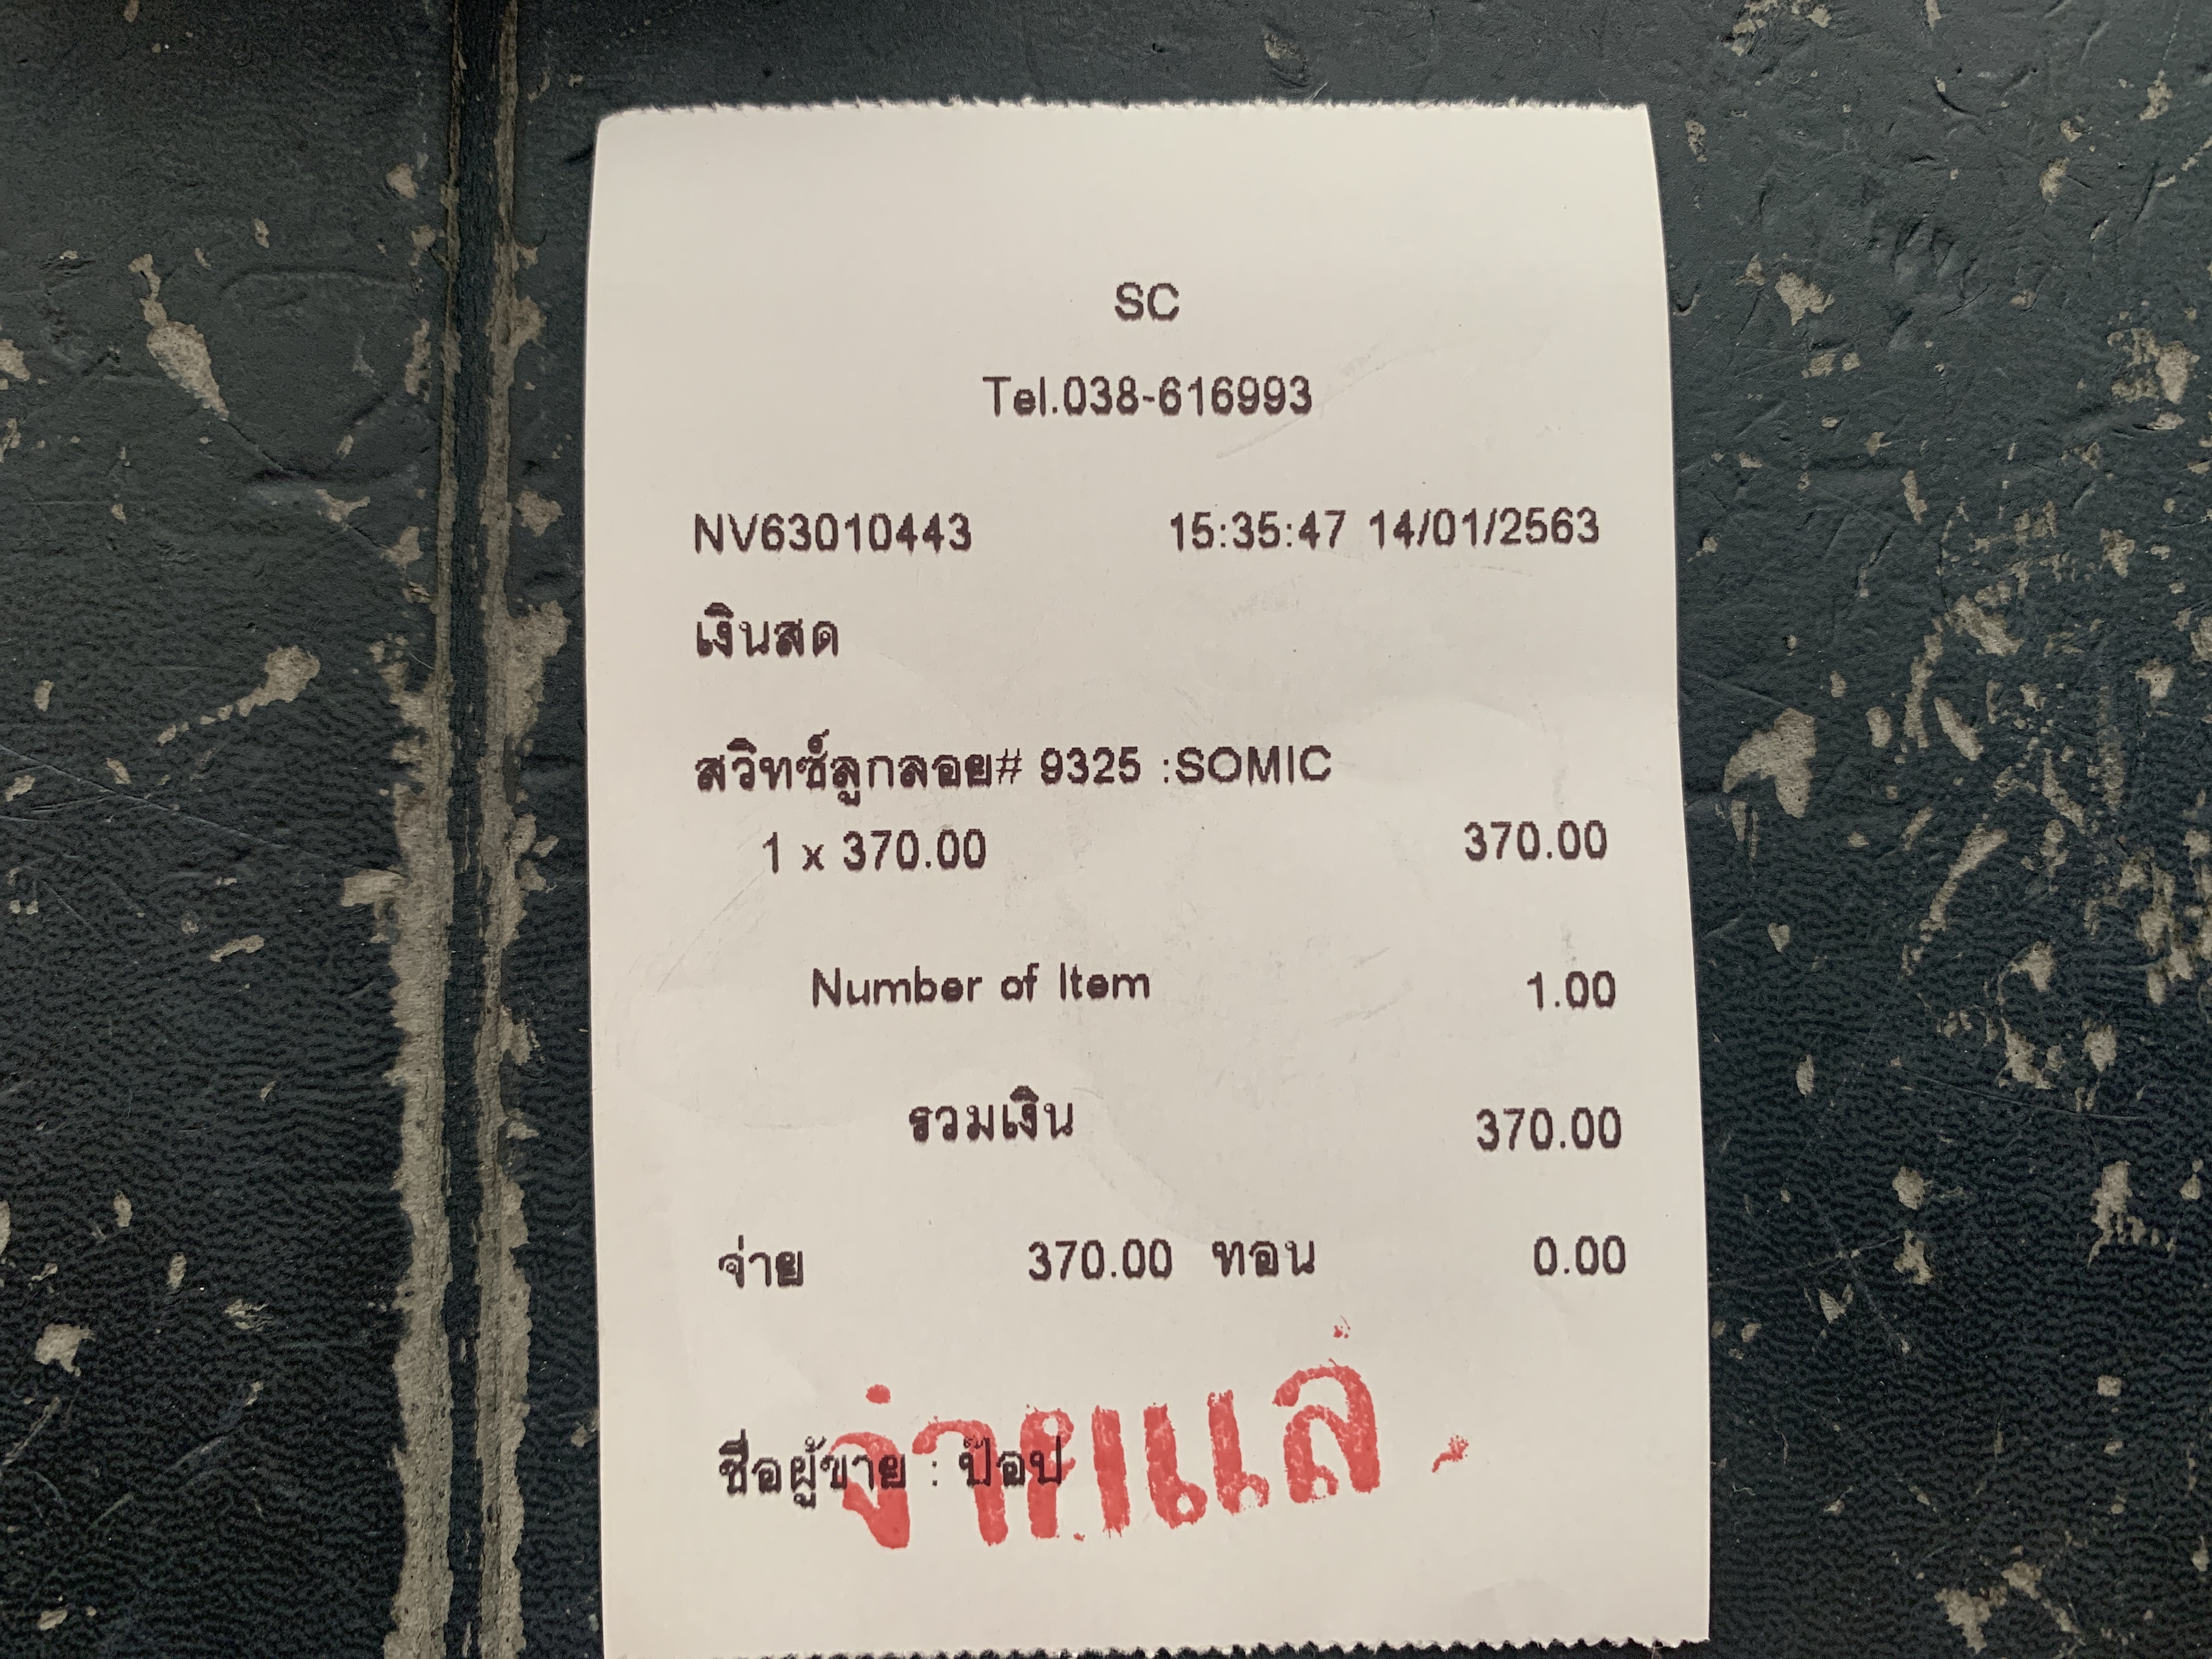 SC
Tel.038-616993
NV63010443 15:35:47 14/01/2563
เงินสด
สวิทซ์ลูกลอย# 9325 :SOMIC
1 x 370.00 370.00
Number of Item 1.00
รวมเงิน 370.00
จ่าย 370.00 ทอน 0.00
จ่ายแล
ชื่อผู้ขาย : ป๊อป